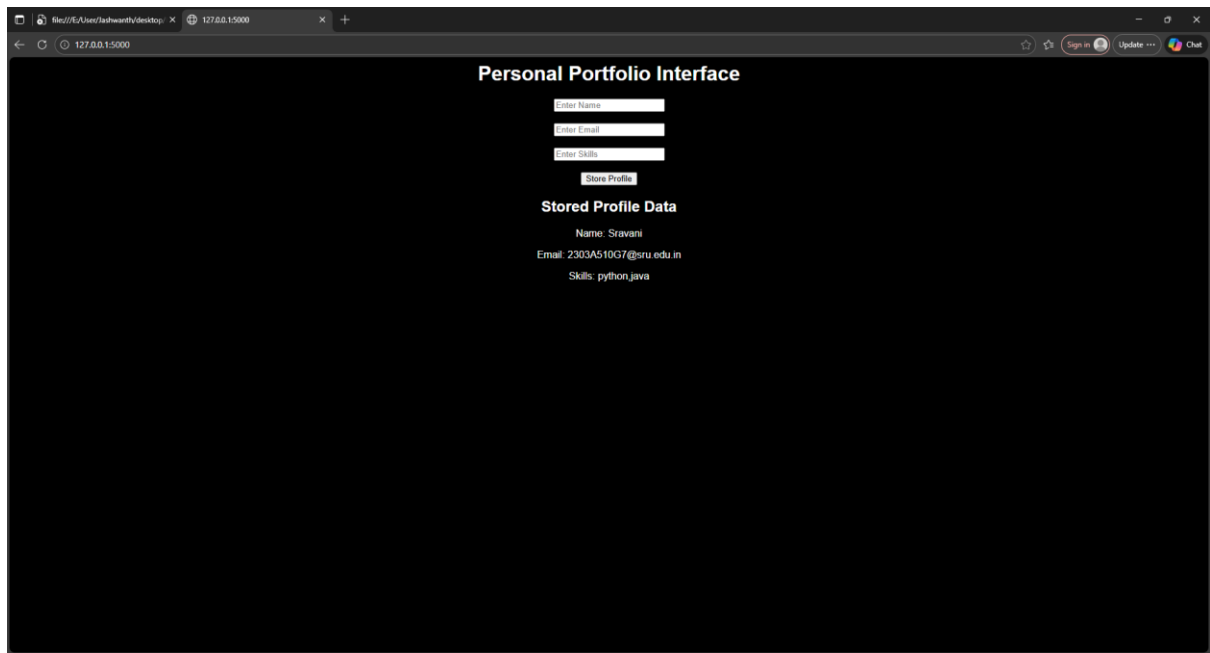 file:///E:/User/Jashwanth/desktop/
127.0.0.1:5000
127.0.0.1:5000
Sign in
Update
Chat
Personal Portfolio Interface
Enter Name
Enter Email
Enter Skills
Store Profile
Stored Profile Data
Name: Sravani
Email: 2303A510G7@sru.edu.in
Skills: python,java